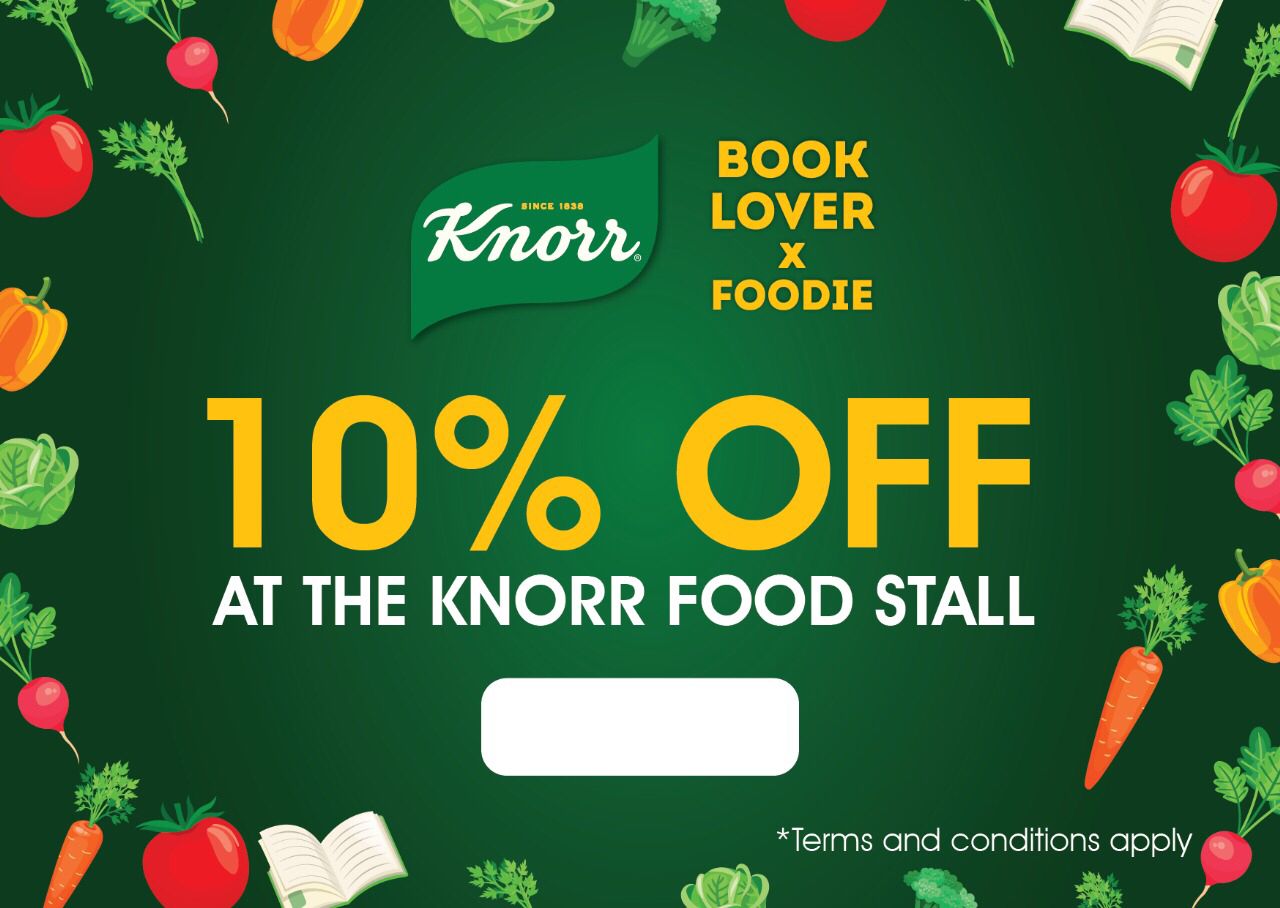 SINCE 1838
Knorr®
BOOK
LOVER
x
FOODIE
10% OFF
AT THE KNORR FOOD STALL
*Terms and conditions apply